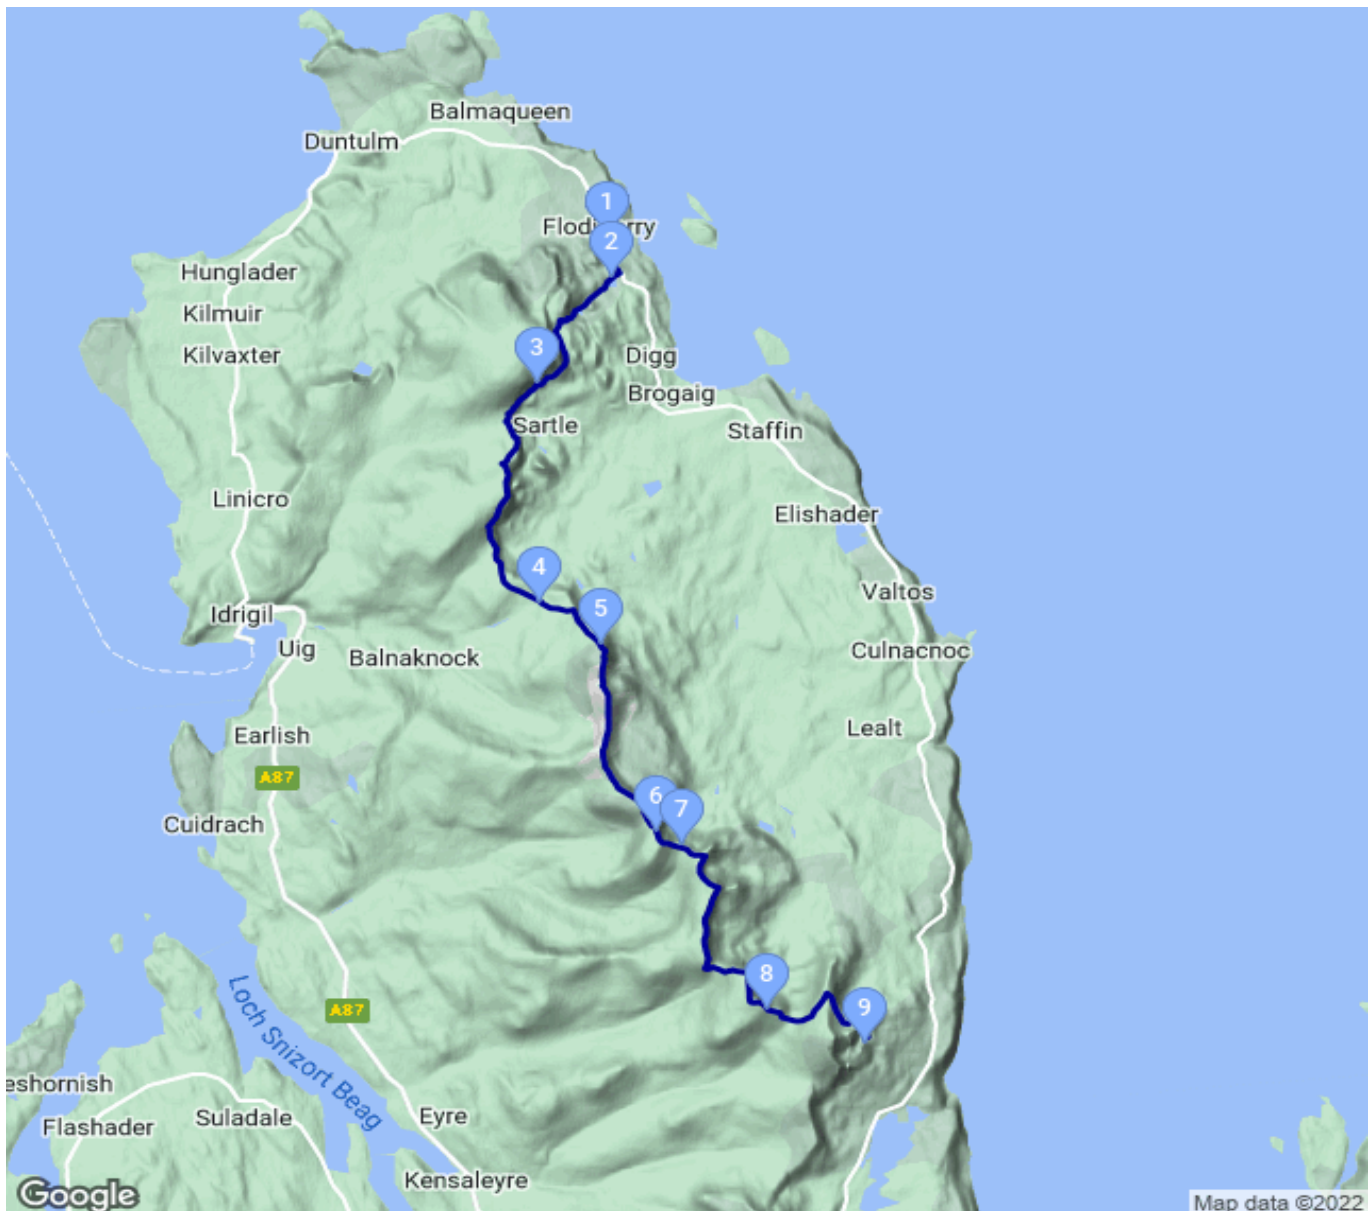 Balmaqueen
Duntulm
1
Flodigarry
2
Hunglader
Kilmuir
Kilvaxter
3
Digg
Brogaig
Sartle
Staffin
Linicro
Elishader
4
Valtos
5
Idrigil
Uig
Balnaknock
Culnacnoc
Earlish
Lealt
A87
6
7
Cuidrach
8
9
A87
Loch Snizort Beag
eshornish
Flashader
Suladale
Eyre
Kensaleyre
Google
Map data ©2022